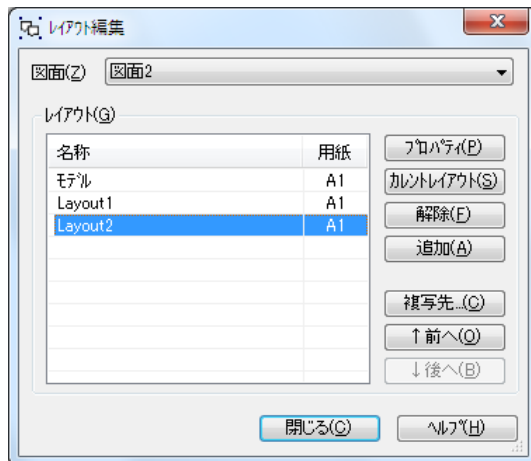 レイアウト編集
図面(Z) 図面2
レイアウト(G)
名称 用紙
モデル A1
Layout1 A1
Layout2 A1
プロパティ(P)
カレントレイアウト(S)
解除(F)
追加(A)
複写先...(C)
↑前へ(O)
↓後へ(B)
閉じる(C) ヘルプ(H)